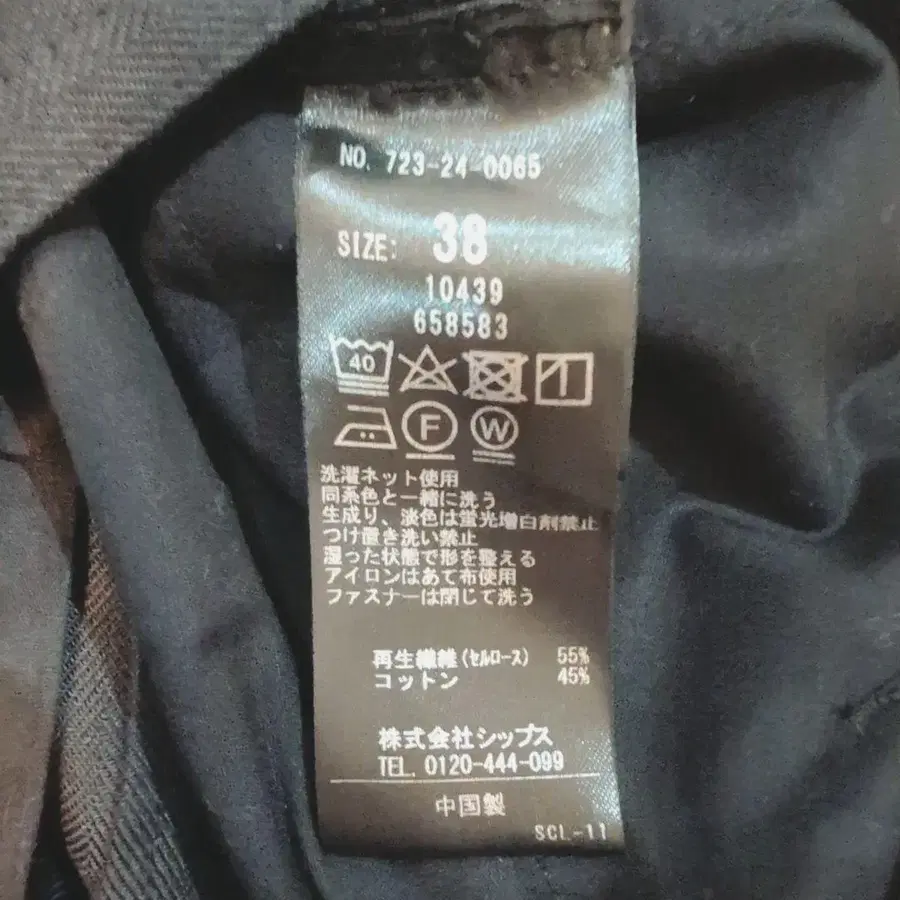 NO. 723-24-0065
SIZE: 38
10439
658583
40
F W
洗濯ネット使用
同系色と一緒に洗う
生成り、淡色は蛍光増白剤禁止
つけ置き洗い禁止
湿った状態で形を整える
アイロンはあて布使用
ファスナーは閉じて洗う
再生繊維(セルロース) 55%
コットン 45%
株式会社シップス
TEL. 0120-444-099
中国製
SCL-11